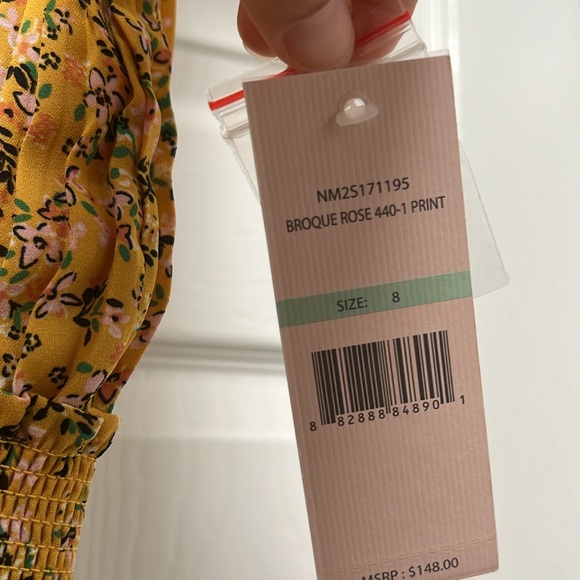 NM2S171195
BROQUE ROSE 440-1 PRINT
SIZE: 8
8 82888 84890 1
MSRP : $148.00